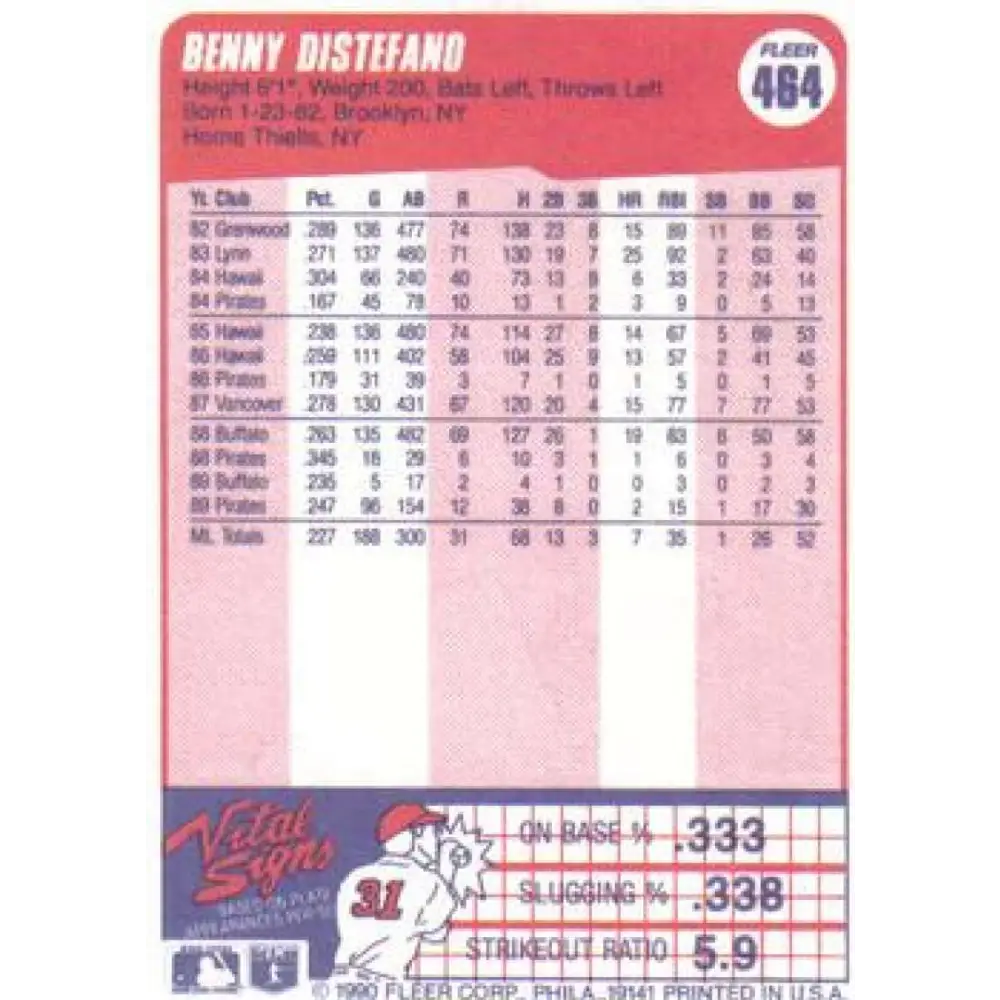 BENNY DISTEFANO
FLEER
464
Height 6'1", Weight 200, Bats Left, Throws Left
Born 1-23-62, Brooklyn, NY
Home Thiells, NY
Yr. Club Pct. G AB R H 2B 3B HR RBI SB BB SO
82 Grenwood .289 136 477 74 138 23 8 15 89 11 85 58
83 Lynn .271 137 480 71 130 19 7 25 92 2 63 40
84 Hawaii .304 66 240 40 73 13 9 6 33 2 24 14
84 Pirates .167 45 78 10 13 1 2 3 9 0 5 13
85 Hawaii .238 136 480 74 114 27 8 14 67 5 69 53
86 Hawaii .259 111 402 58 104 25 9 13 57 2 41 45
86 Pirates .179 31 39 3 7 1 0 1 5 0 1 5
87 Vancover .278 130 431 67 120 20 4 15 77 7 77 53
88 Buffalo .263 135 482 69 127 26 1 19 63 6 50 58
88 Pirates .345 16 29 6 10 3 1 1 6 0 3 4
89 Buffalo .235 5 17 2 4 1 0 0 3 0 2 3
89 Pirates .247 96 154 12 38 8 0 2 15 1 17 30
ML Totals .227 188 300 31 68 13 3 7 35 1 26 52
Vital
Signs
BASED ON PLATE
APPEARANCES PER SO
31
ON BASE % .333
SLUGGING % .338
STRIKEOUT RATIO 5.9
© 1990 FLEER CORP., PHILA. 19141 PRINTED IN U.S.A.